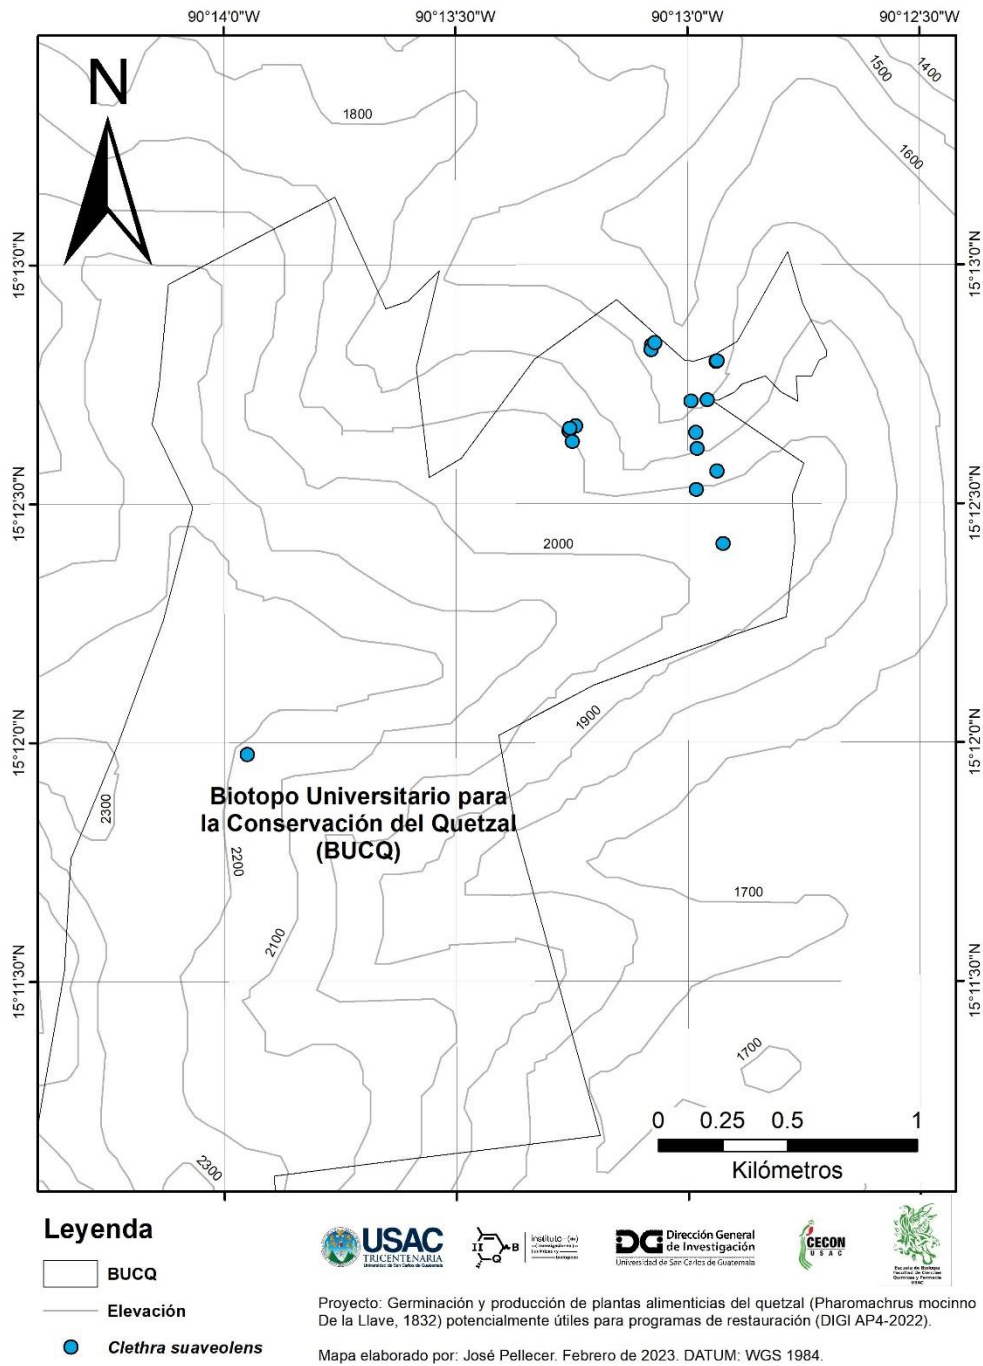 90°14'0"W 90°13'30"W 90°13'0"W 90°12'30"W
N
1800
1500
1400
1600
15°13'0"N 15°13'0"N
15°12'30"N 15°12'30"N
2000
1900
15°12'0"N 15°12'0"N
2300
Biotopo Universitario para
la Conservación del Quetzal
(BUCQ)
2200
1700
2100
15°11'30"N 15°11'30"N
1700
2300
0 0.25 0.5 1
Kilómetros
Leyenda
BUCQ
Elevación
Clethra suaveolens
USAC
TRICENTENARIA
Universidad de San Carlos de Guatemala
Dirección General
de Investigación
Universidad de San Carlos de Guatemala
CECON
USAC
Proyecto: Germinación y producción de plantas alimenticias del quetzal (Pharomachrus mocinno
De la Llave, 1832) potencialmente útiles para programas de restauración (DIGI AP4-2022).
Mapa elaborado por: José Pellecer. Febrero de 2023. DATUM: WGS 1984.